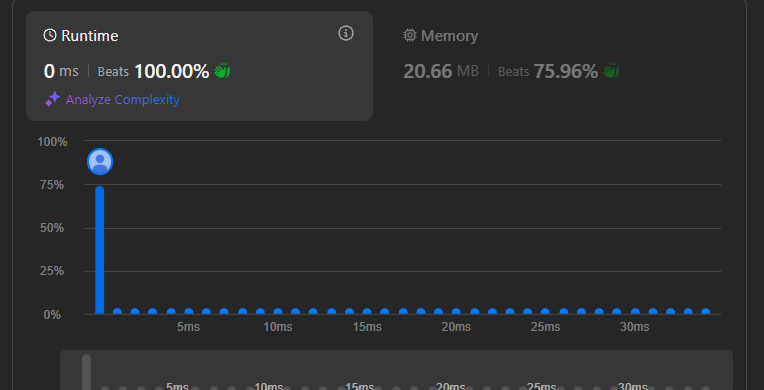 Runtime
0 ms | Beats 100.00%
Analyze Complexity
Memory
20.66 MB | Beats 75.96%
100%
75%
50%
25%
0%
5ms 10ms 15ms 20ms 25ms 30ms
5ms 10ms 15ms 20ms 25ms 30ms